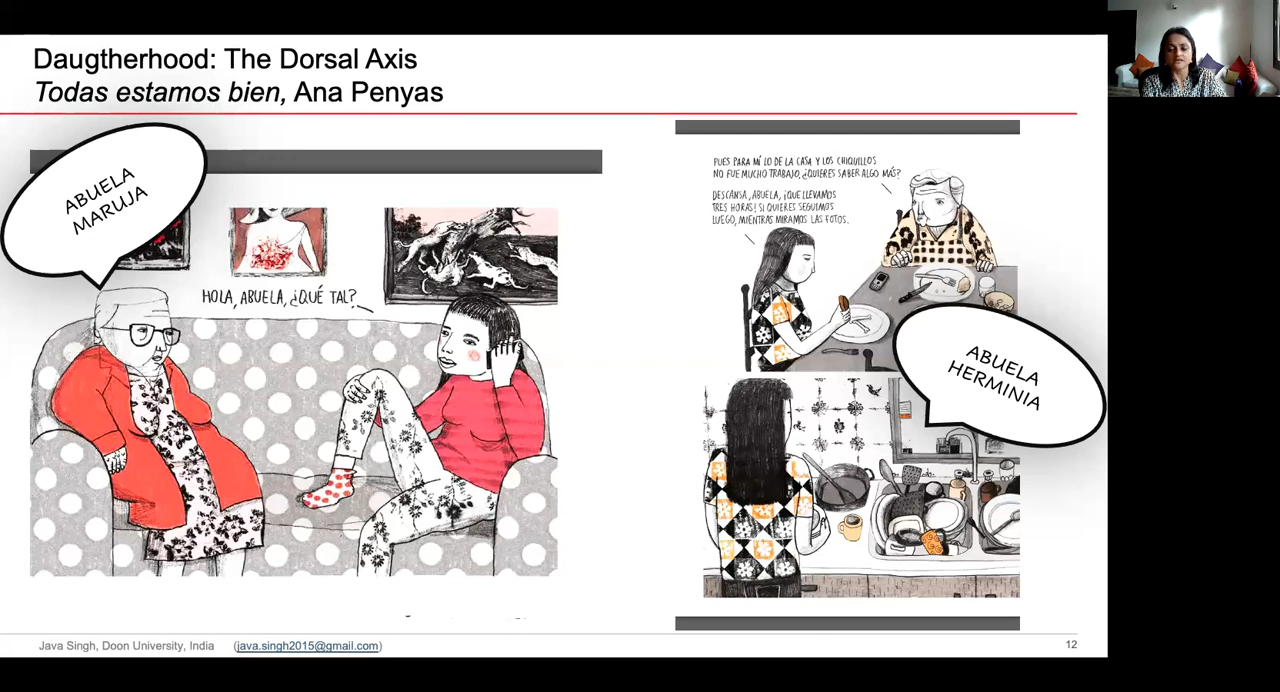 Daugtherhood: The Dorsal Axis
Todas estamos bien, Ana Penyas
ABUELA
MARUJA
HOLA, ABUELA, ¿QUÉ TAL?
PUES PARA MÍ LO DE LA CASA Y LOS CHIQUILLOS
NO FUE MUCHO TRABAJO, ¿QUIERES SABER ALGO MÁS?
DESCANSA, ABUELA, ¡QUE LLEVAMOS
TRES HORAS! SI QUIERES SEGUIMOS
LUEGO, MIENTRAS MIRAMOS LAS FOTOS.
ABUELA
HERMINIA
Java Singh, Doon University, India (java.singh2015@gmail.com)
12